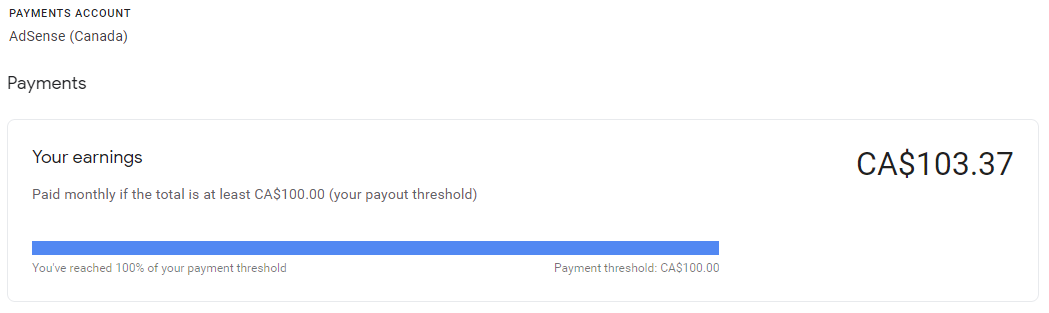 PAYMENTS ACCOUNT
AdSense (Canada)
Payments
Your earnings
CA$103.37
Paid monthly if the total is at least CA$100.00 (your payout threshold)
You've reached 100% of your payment threshold
Payment threshold: CA$100.00